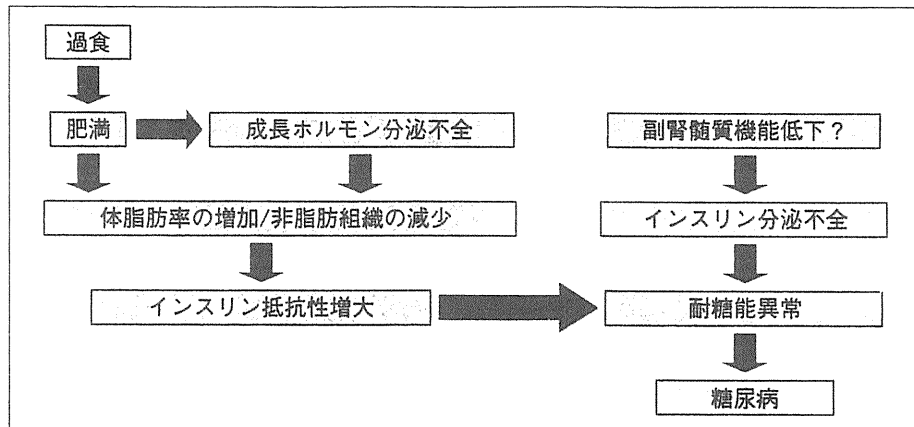 過食
肥満
成長ホルモン分泌不全
副腎髄質機能低下？
体脂肪率の増加/非脂肪組織の減少
インスリン分泌不全
インスリン抵抗性増大
耐糖能異常
糖尿病